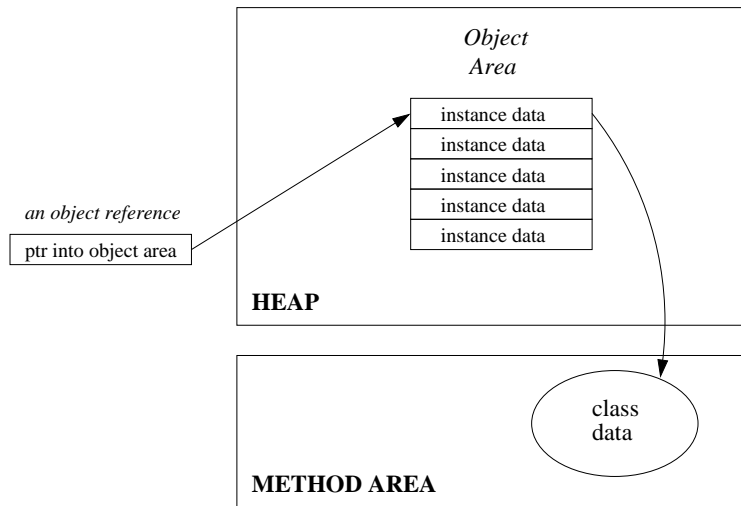 Object
Area
instance data
instance data
instance data
instance data
instance data
an object reference
ptr into object area
HEAP
class
data
METHOD AREA